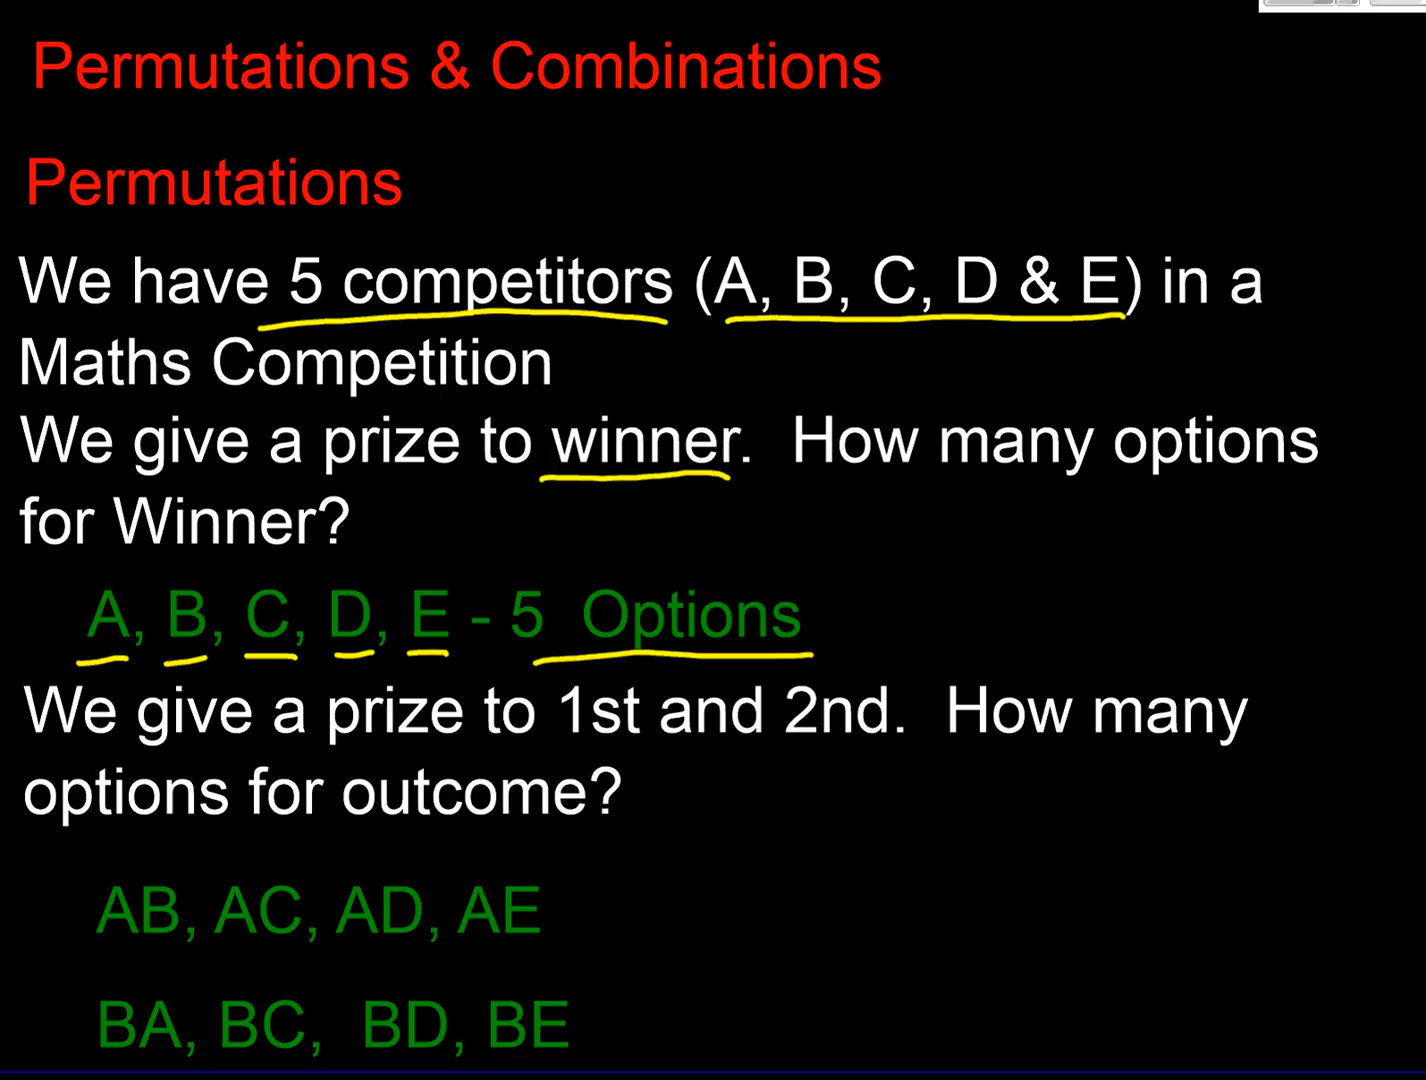 Permutations & Combinations
Permutations
We have 5 competitors (A, B, C, D & E) in a
Maths Competition
We give a prize to winner.  How many options
for Winner?
A, B, C, D, E - 5  Options
We give a prize to 1st and 2nd.  How many
options for outcome?
AB, AC, AD, AE
BA, BC,  BD, BE